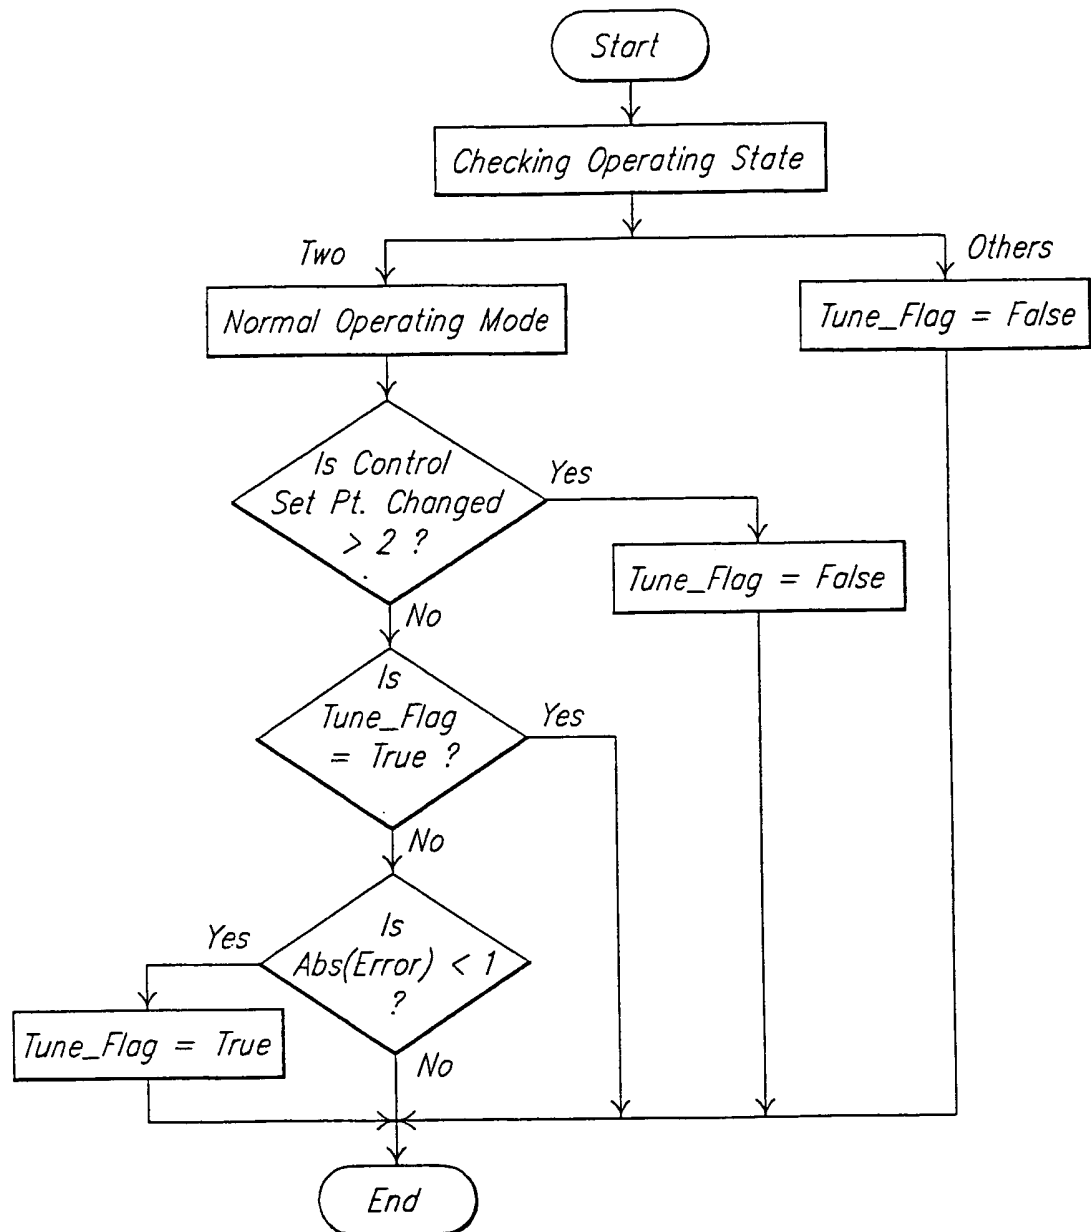 Start
Checking Operating State
Two
Others
Normal Operating Mode
Tune_Flag = False
Is Control
Set Pt. Changed
> 2 ?
Yes
Tune_Flag = False
No
Is
Tune_Flag
= True ?
Yes
No
Is
Abs(Error) < 1
?
Yes
Tune_Flag = True
No
End